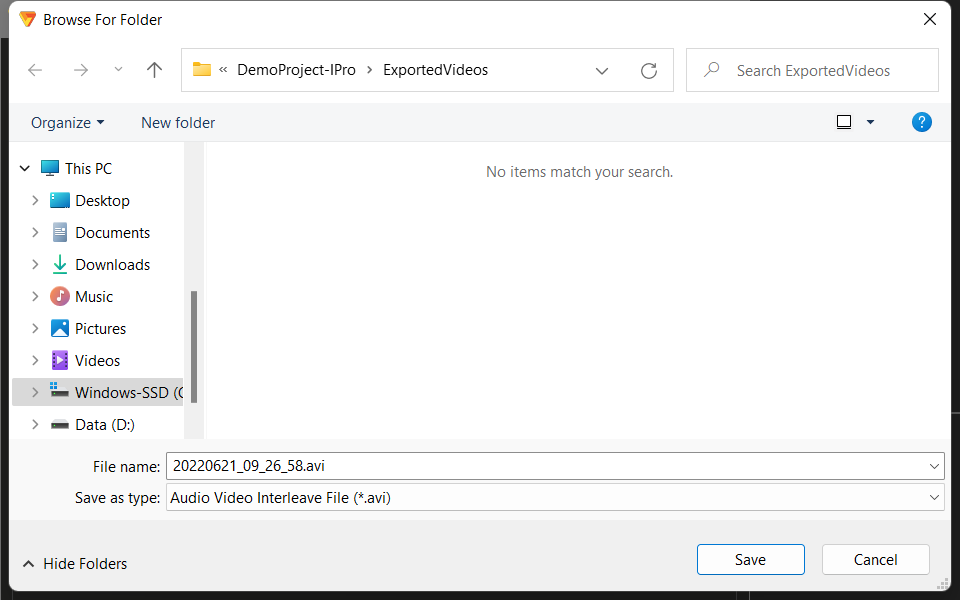 Browse For Folder
« DemoProject-IPro › ExportedVideos
Search ExportedVideos
Organize
New folder
?
This PC
No items match your search.
Desktop
Documents
Downloads
Music
Pictures
Videos
Windows-SSD (C
Data (D:)
File name: 20220621_09_26_58.avi
Save as type: Audio Video Interleave File (*.avi)
Hide Folders
Save
Cancel